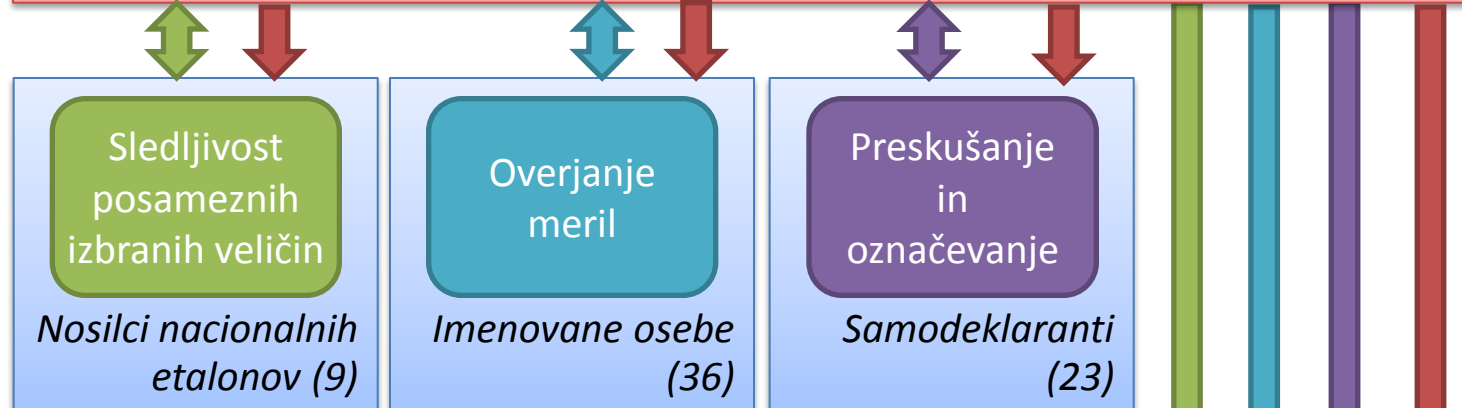 Sledljivost
posameznih
izbranih veličin
Nosilci nacionalnih
etalonov (9)
Overjanje
meril
Imenovane osebe
(36)
Preskušanje
in
označevanje
Samodeklaranti
(23)